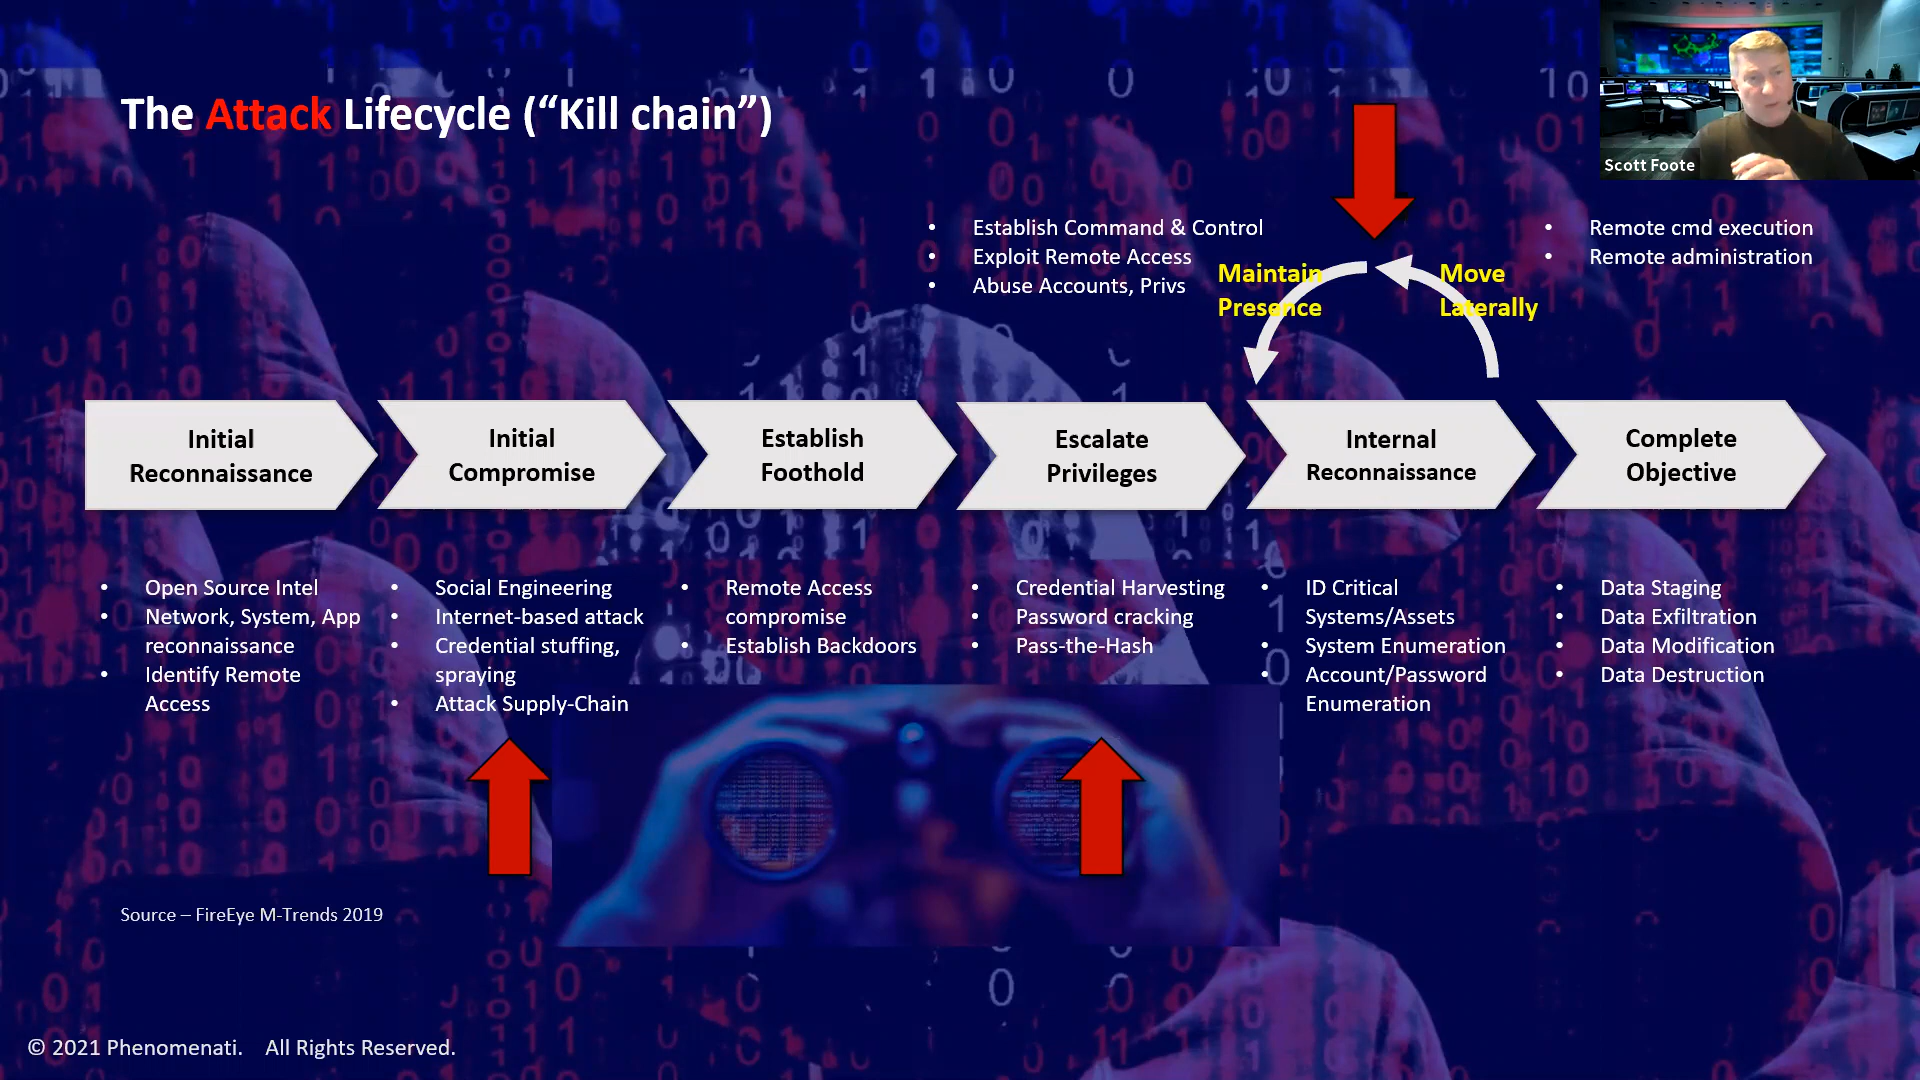 The Attack Lifecycle (“Kill chain”)
Scott Foote
• Establish Command & Control
• Exploit Remote Access
• Abuse Accounts, Privs
Maintain
Presence
Move
Laterally
• Remote cmd execution
• Remote administration
Initial
Reconnaissance
Initial
Compromise
Establish
Foothold
Escalate
Privileges
Internal
Reconnaissance
Complete
Objective
• Open Source Intel
• Network, System, App
reconnaissance
• Identify Remote
Access
• Social Engineering
• Internet-based attack
• Credential stuffing,
spraying
• Attack Supply-Chain
• Remote Access
compromise
• Establish Backdoors
• Credential Harvesting
• Password cracking
• Pass-the-Hash
• ID Critical
Systems/Assets
• System Enumeration
• Account/Password
Enumeration
• Data Staging
• Data Exfiltration
• Data Modification
• Data Destruction
Source – FireEye M-Trends 2019
© 2021 Phenomenati. All Rights Reserved.